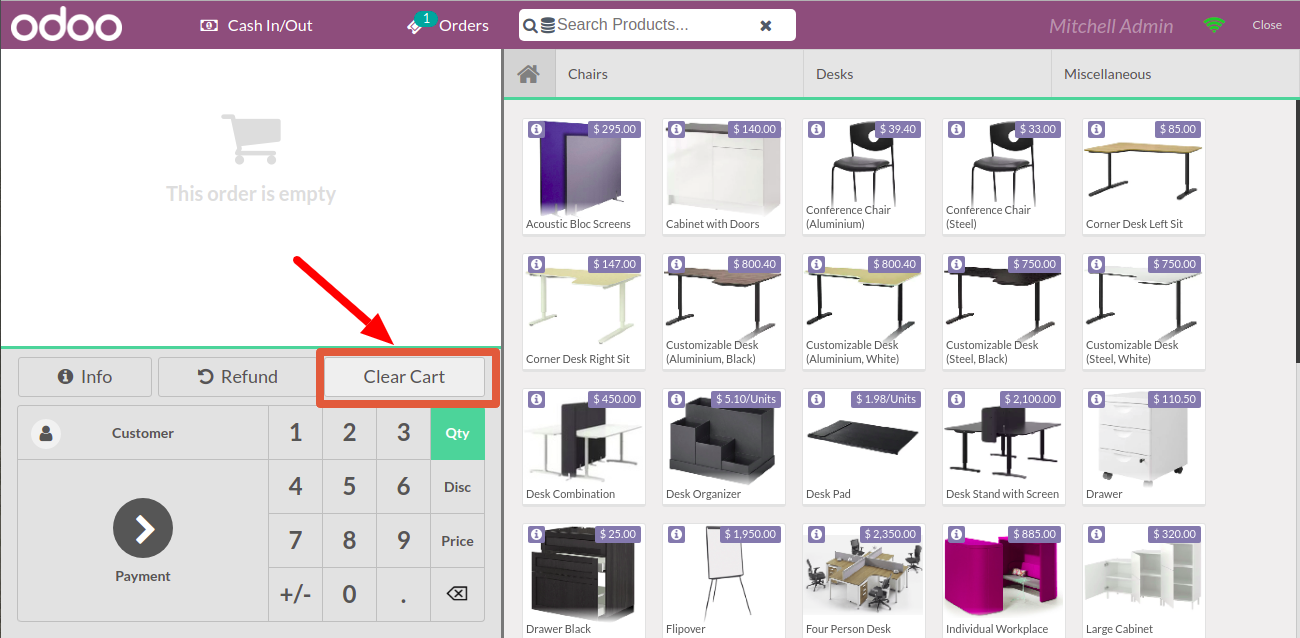 odoo
Cash In/Out
1
Orders
Search Products...
Mitchell Admin
Close
This order is empty
Info
Refund
Clear Cart
Customer
1
2
3
Qty
4
5
6
Disc
7
8
9
Price
+/-
0
.
Payment
Chairs
Desks
Miscellaneous
$ 295.00
Acoustic Bloc Screens
$ 140.00
Cabinet with Doors
$ 39.40
Conference Chair
(Aluminium)
$ 33.00
Conference Chair
(Steel)
$ 85.00
Corner Desk Left Sit
$ 147.00
Corner Desk Right Sit
$ 800.40
Customizable Desk
(Aluminium, Black)
$ 800.40
Customizable Desk
(Aluminium, White)
$ 750.00
Customizable Desk
(Steel, Black)
$ 750.00
Customizable Desk
(Steel, White)
$ 450.00
Desk Combination
$ 5.10/Units
Desk Organizer
$ 1.98/Units
Desk Pad
$ 2,100.00
Desk Stand with Screen
$ 110.50
Drawer
$ 25.00
Drawer Black
$ 1,950.00
Flipover
$ 2,350.00
Four Person Desk
$ 885.00
Individual Workplace
$ 320.00
Large Cabinet